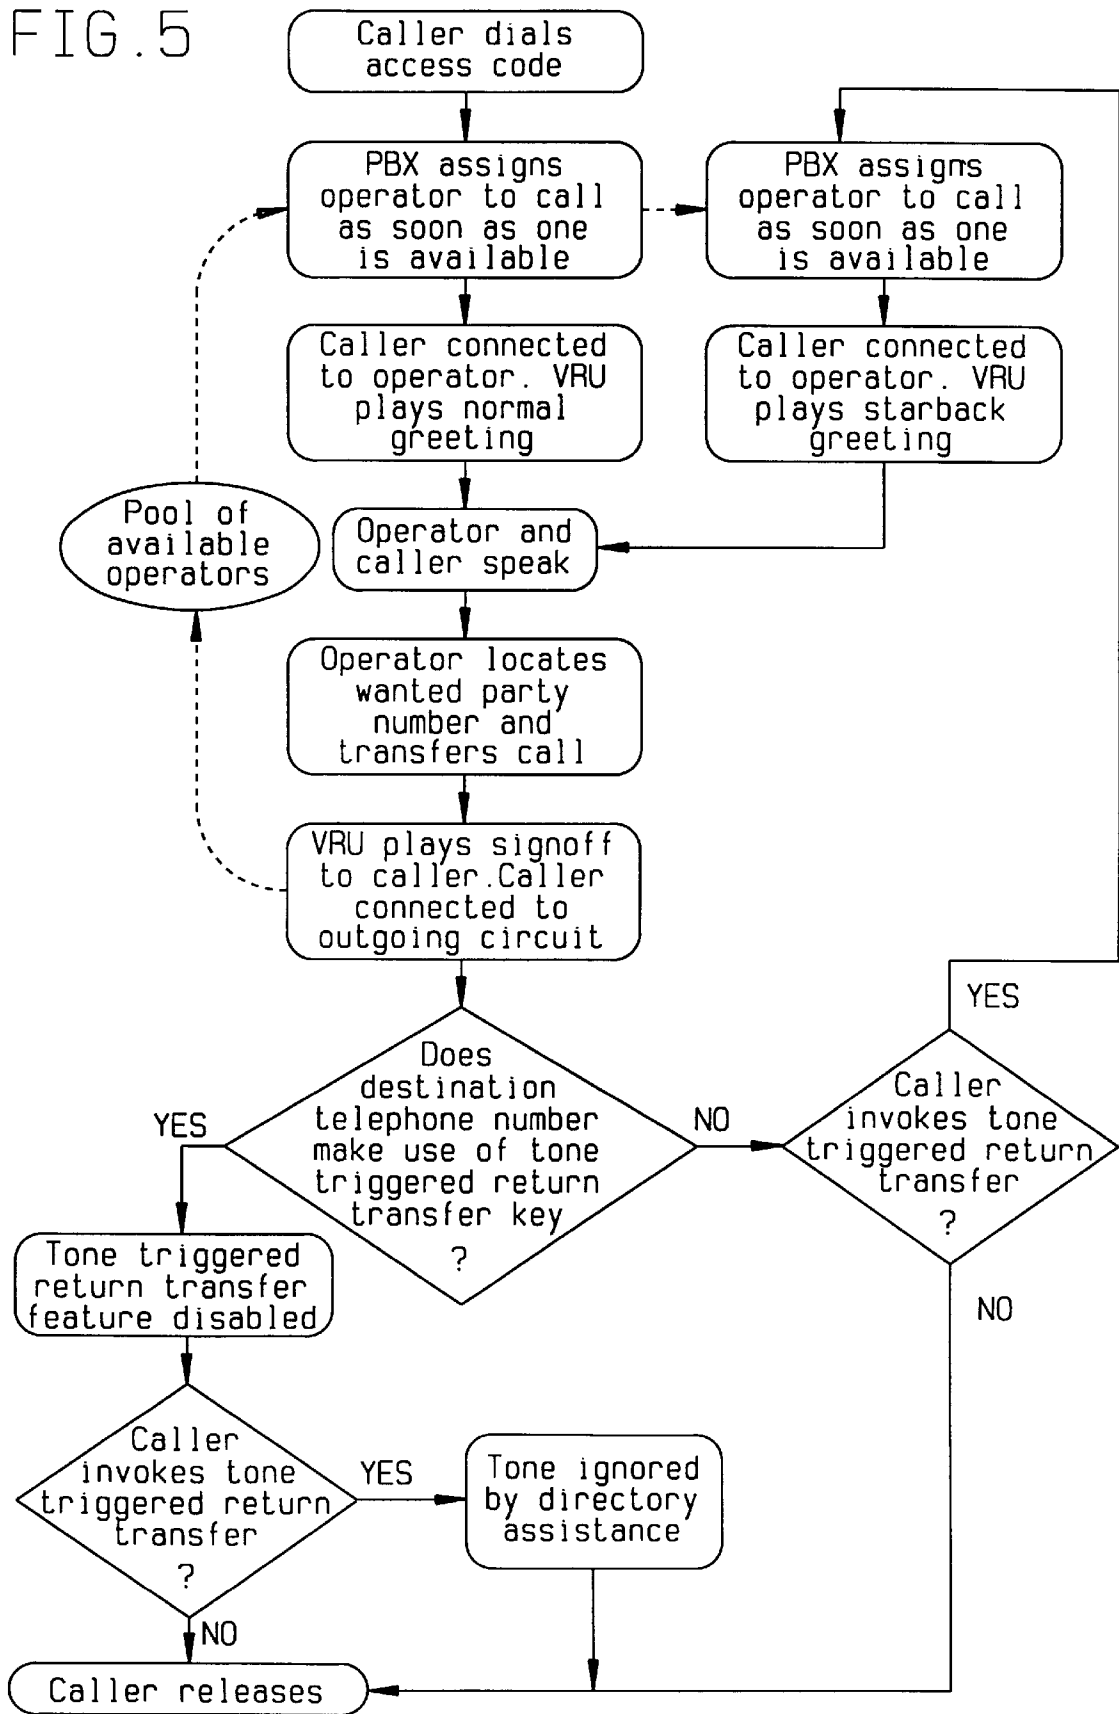 FIG.5
Caller dials
access code
PBX assigns
operator to call
as soon as one
is available
PBX assigns
operator to call
as soon as one
is available
Caller connected
to operator. VRU
plays normal
greeting
Caller connected
to operator. VRU
plays starback
greeting
Pool of
available
operators
Operator and
caller speak
Operator locates
wanted party
number and
transfers call
VRU plays signoff
to caller.Caller
connected to
outgoing circuit
Does
destination
telephone number
make use of tone
triggered return
transfer key
?
YES
NO
Caller
invokes tone
triggered return
transfer
?
YES
NO
Tone triggered
return transfer
feature disabled
Caller
invokes tone
triggered return
transfer
?
YES
NO
Tone ignored
by directory
assistance
Caller releases